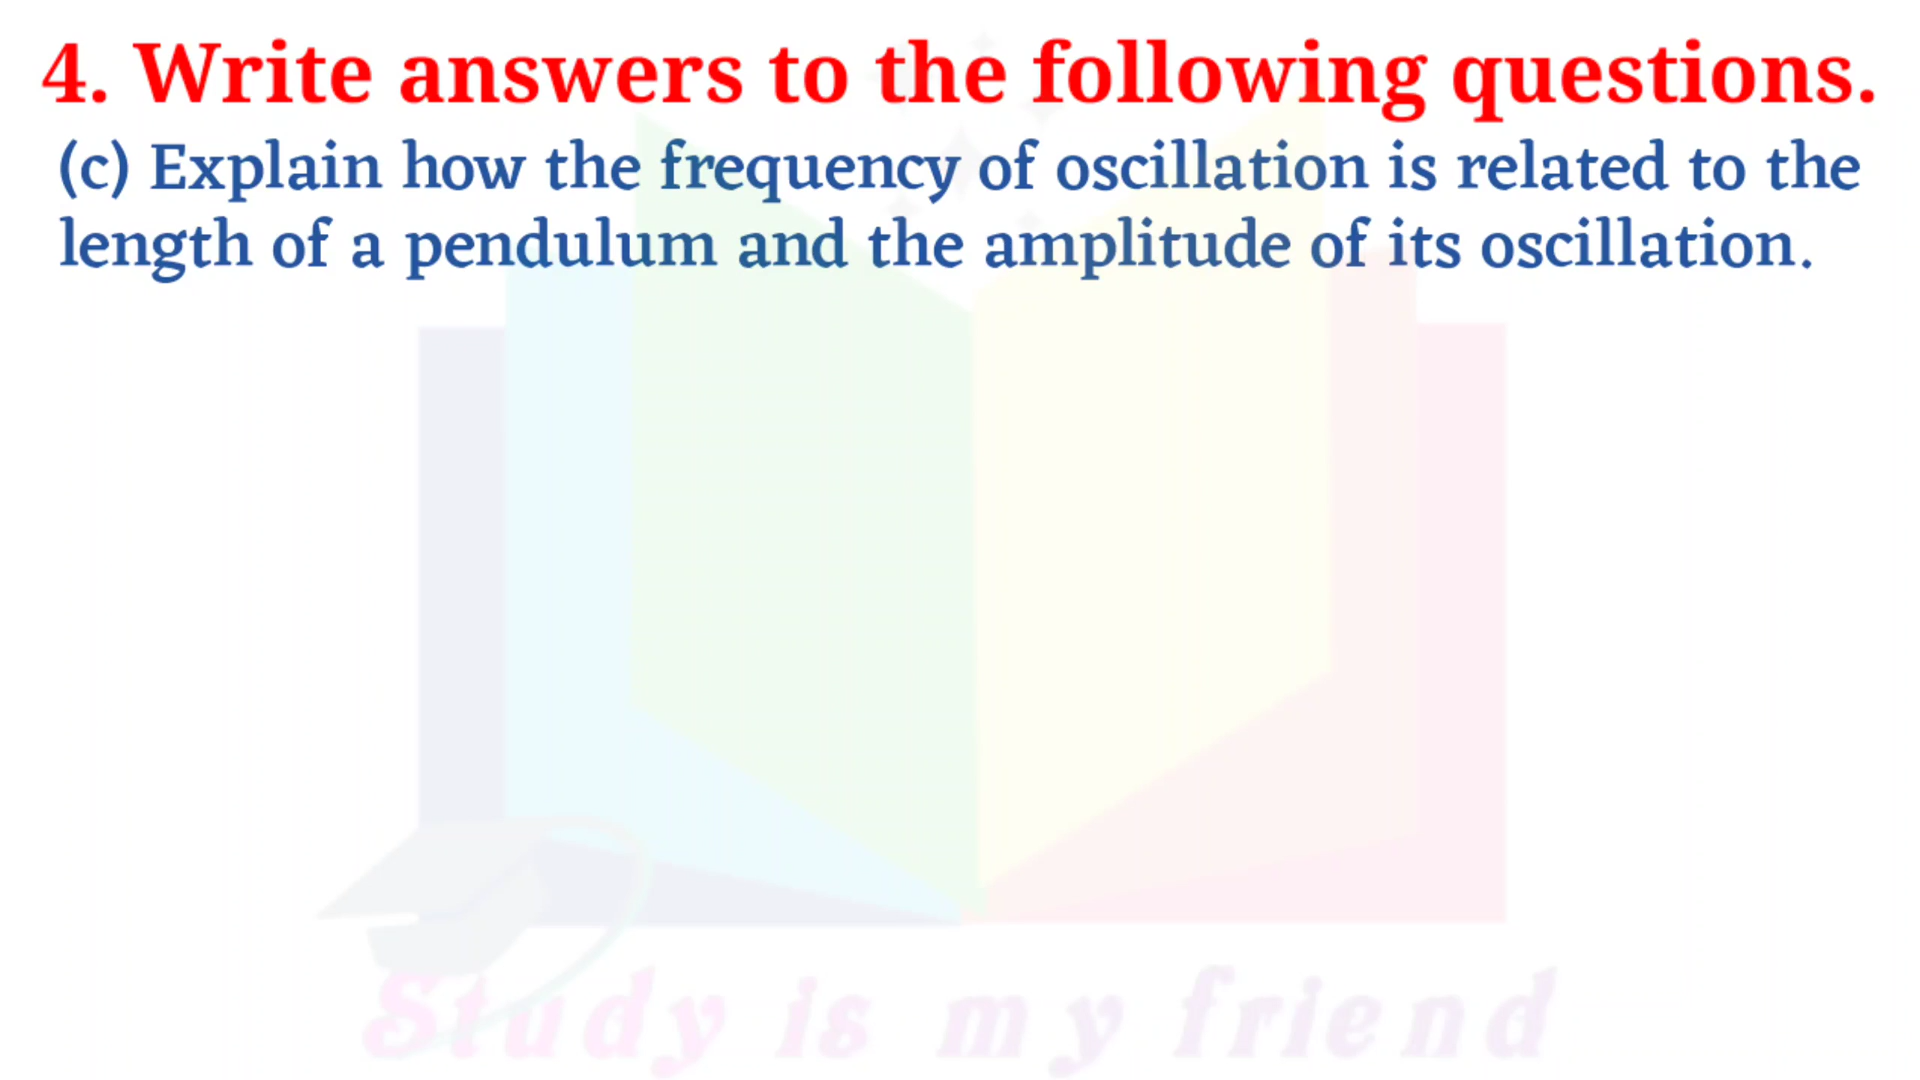 4. Write answers to the following questions.
(c) Explain how the frequency of oscillation is related to the
length of a pendulum and the amplitude of its oscillation.
Study is my friend